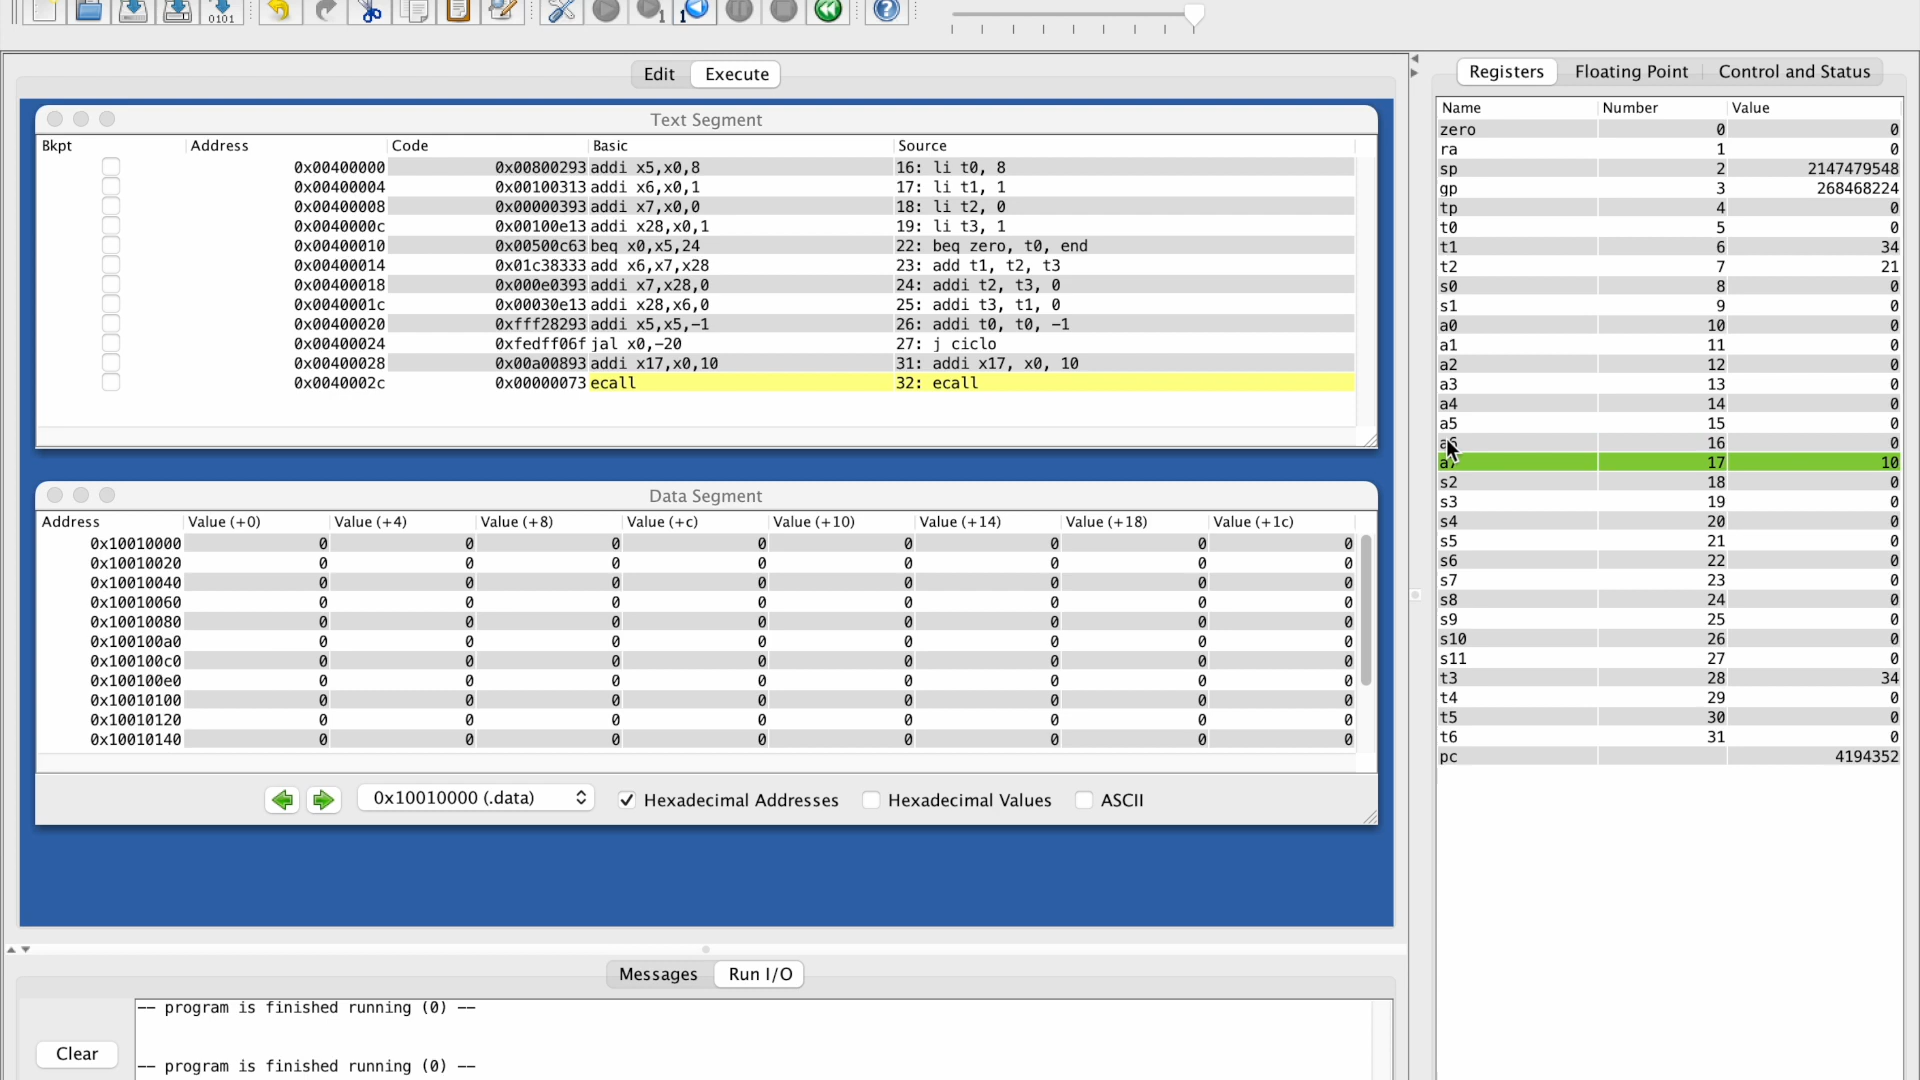 0101
1
1
?
Edit Execute
Registers Floating Point Control and Status
Text Segment
Bkpt Address Code Basic Source
0x00400000 0x00800293 addi x5,x0,8 16: li t0, 8
0x00400004 0x00100313 addi x6,x0,1 17: li t1, 1
0x00400008 0x00000393 addi x7,x0,0 18: li t2, 0
0x0040000c 0x00100e13 addi x28,x0,1 19: li t3, 1
0x00400010 0x00500c63 beq x0,x5,24 22: beq zero, t0, end
0x00400014 0x01c38333 add x6,x7,x28 23: add t1, t2, t3
0x00400018 0x000e0393 addi x7,x28,0 24: addi t2, t3, 0
0x0040001c 0x00030e13 addi x28,x6,0 25: addi t3, t1, 0
0x00400020 0xfff28293 addi x5,x5,-1 26: addi t0, t0, -1
0x00400024 0xfedff06f jal x0,-20 27: j ciclo
0x00400028 0x00a00893 addi x17,x0,10 31: addi x17, x0, 10
0x0040002c 0x00000073 ecall 32: ecall
Data Segment
Address Value (+0) Value (+4) Value (+8) Value (+c) Value (+10) Value (+14) Value (+18) Value (+1c)
0x10010000 0 0 0 0 0 0 0 0
0x10010020 0 0 0 0 0 0 0 0
0x10010040 0 0 0 0 0 0 0 0
0x10010060 0 0 0 0 0 0 0 0
0x10010080 0 0 0 0 0 0 0 0
0x100100a0 0 0 0 0 0 0 0 0
0x100100c0 0 0 0 0 0 0 0 0
0x100100e0 0 0 0 0 0 0 0 0
0x10010100 0 0 0 0 0 0 0 0
0x10010120 0 0 0 0 0 0 0 0
0x10010140 0 0 0 0 0 0 0 0
0x10010000 (.data) Hexadecimal Addresses Hexadecimal Values ASCII
Messages Run I/O
-- program is finished running (0) --
Clear
-- program is finished running (0) --
Name Number Value
zero 0 0
ra 1 0
sp 2 2147479548
gp 3 268468224
tp 4 0
t0 5 0
t1 6 34
t2 7 21
s0 8 0
s1 9 0
a0 10 0
a1 11 0
a2 12 0
a3 13 0
a4 14 0
a5 15 0
a6 16 0
a7 17 10
s2 18 0
s3 19 0
s4 20 0
s5 21 0
s6 22 0
s7 23 0
s8 24 0
s9 25 0
s10 26 0
s11 27 0
t3 28 34
t4 29 0
t5 30 0
t6 31 0
pc 4194352